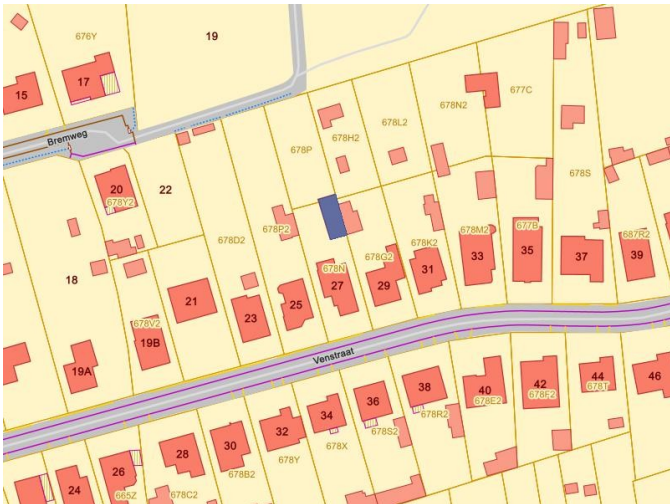 676Y
19
17
15
Bremweg
677C
678N2
678L2
678H2
678P
678S
20
22
678Y2
678D2
678P2
678K2
678M2
677B
687R2
678G2
678N
18
35
37
39
33
31
27
29
25
21
23
678V2
19B
19A
Venstraat
46
44
678T
42
678F2
40
678E2
38
678R2
36
34
678S2
32
678X
30
678Y
28
678B2
26
24
665Z
678C2